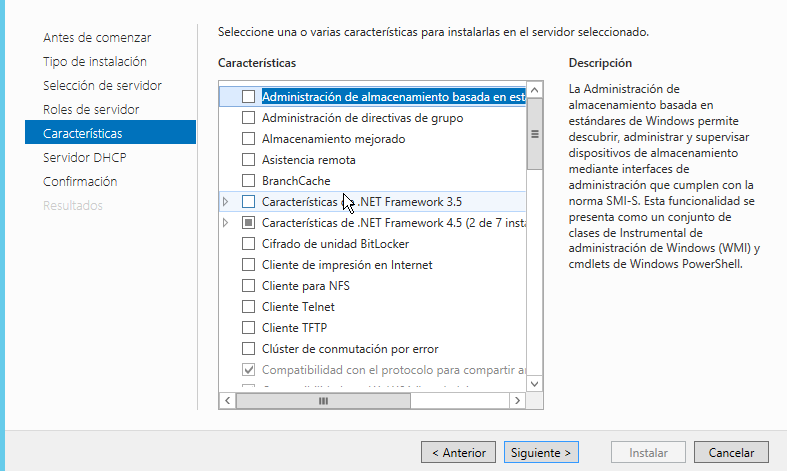 Seleccione una o varias características para instalarlas en el servidor seleccionado.
Antes de comenzar
Tipo de instalación
Selección de servidor
Roles de servidor
Características
Servidor DHCP
Confirmación
Resultados
Características
Administración de almacenamiento basada en est
Administración de directivas de grupo
Almacenamiento mejorado
Asistencia remota
BranchCache
Características de .NET Framework 3.5
Características de .NET Framework 4.5 (2 de 7 insta
Cifrado de unidad BitLocker
Cliente de impresión en Internet
Cliente para NFS
Cliente Telnet
Cliente TFTP
Clúster de conmutación por error
Compatibilidad con el protocolo para compartir a
Descripción
La Administración de
almacenamiento basada en
estándares de Windows permite
descubrir, administrar y supervisar
dispositivos de almacenamiento
mediante interfaces de
administración que cumplen con la
norma SMI-S. Esta funcionalidad se
presenta como un conjunto de
clases de Instrumental de
administración de Windows (WMI) y
cmdlets de Windows PowerShell.
< Anterior
Siguiente >
Instalar
Cancelar